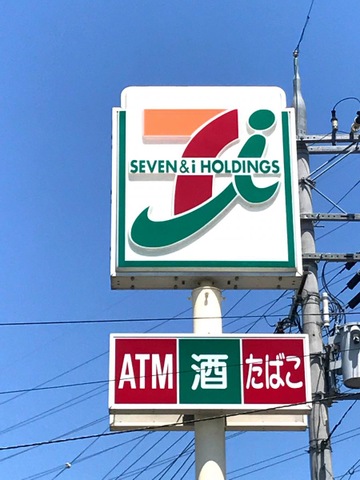 SEVEN & i HOLDINGS
ATM 酒 たばこ